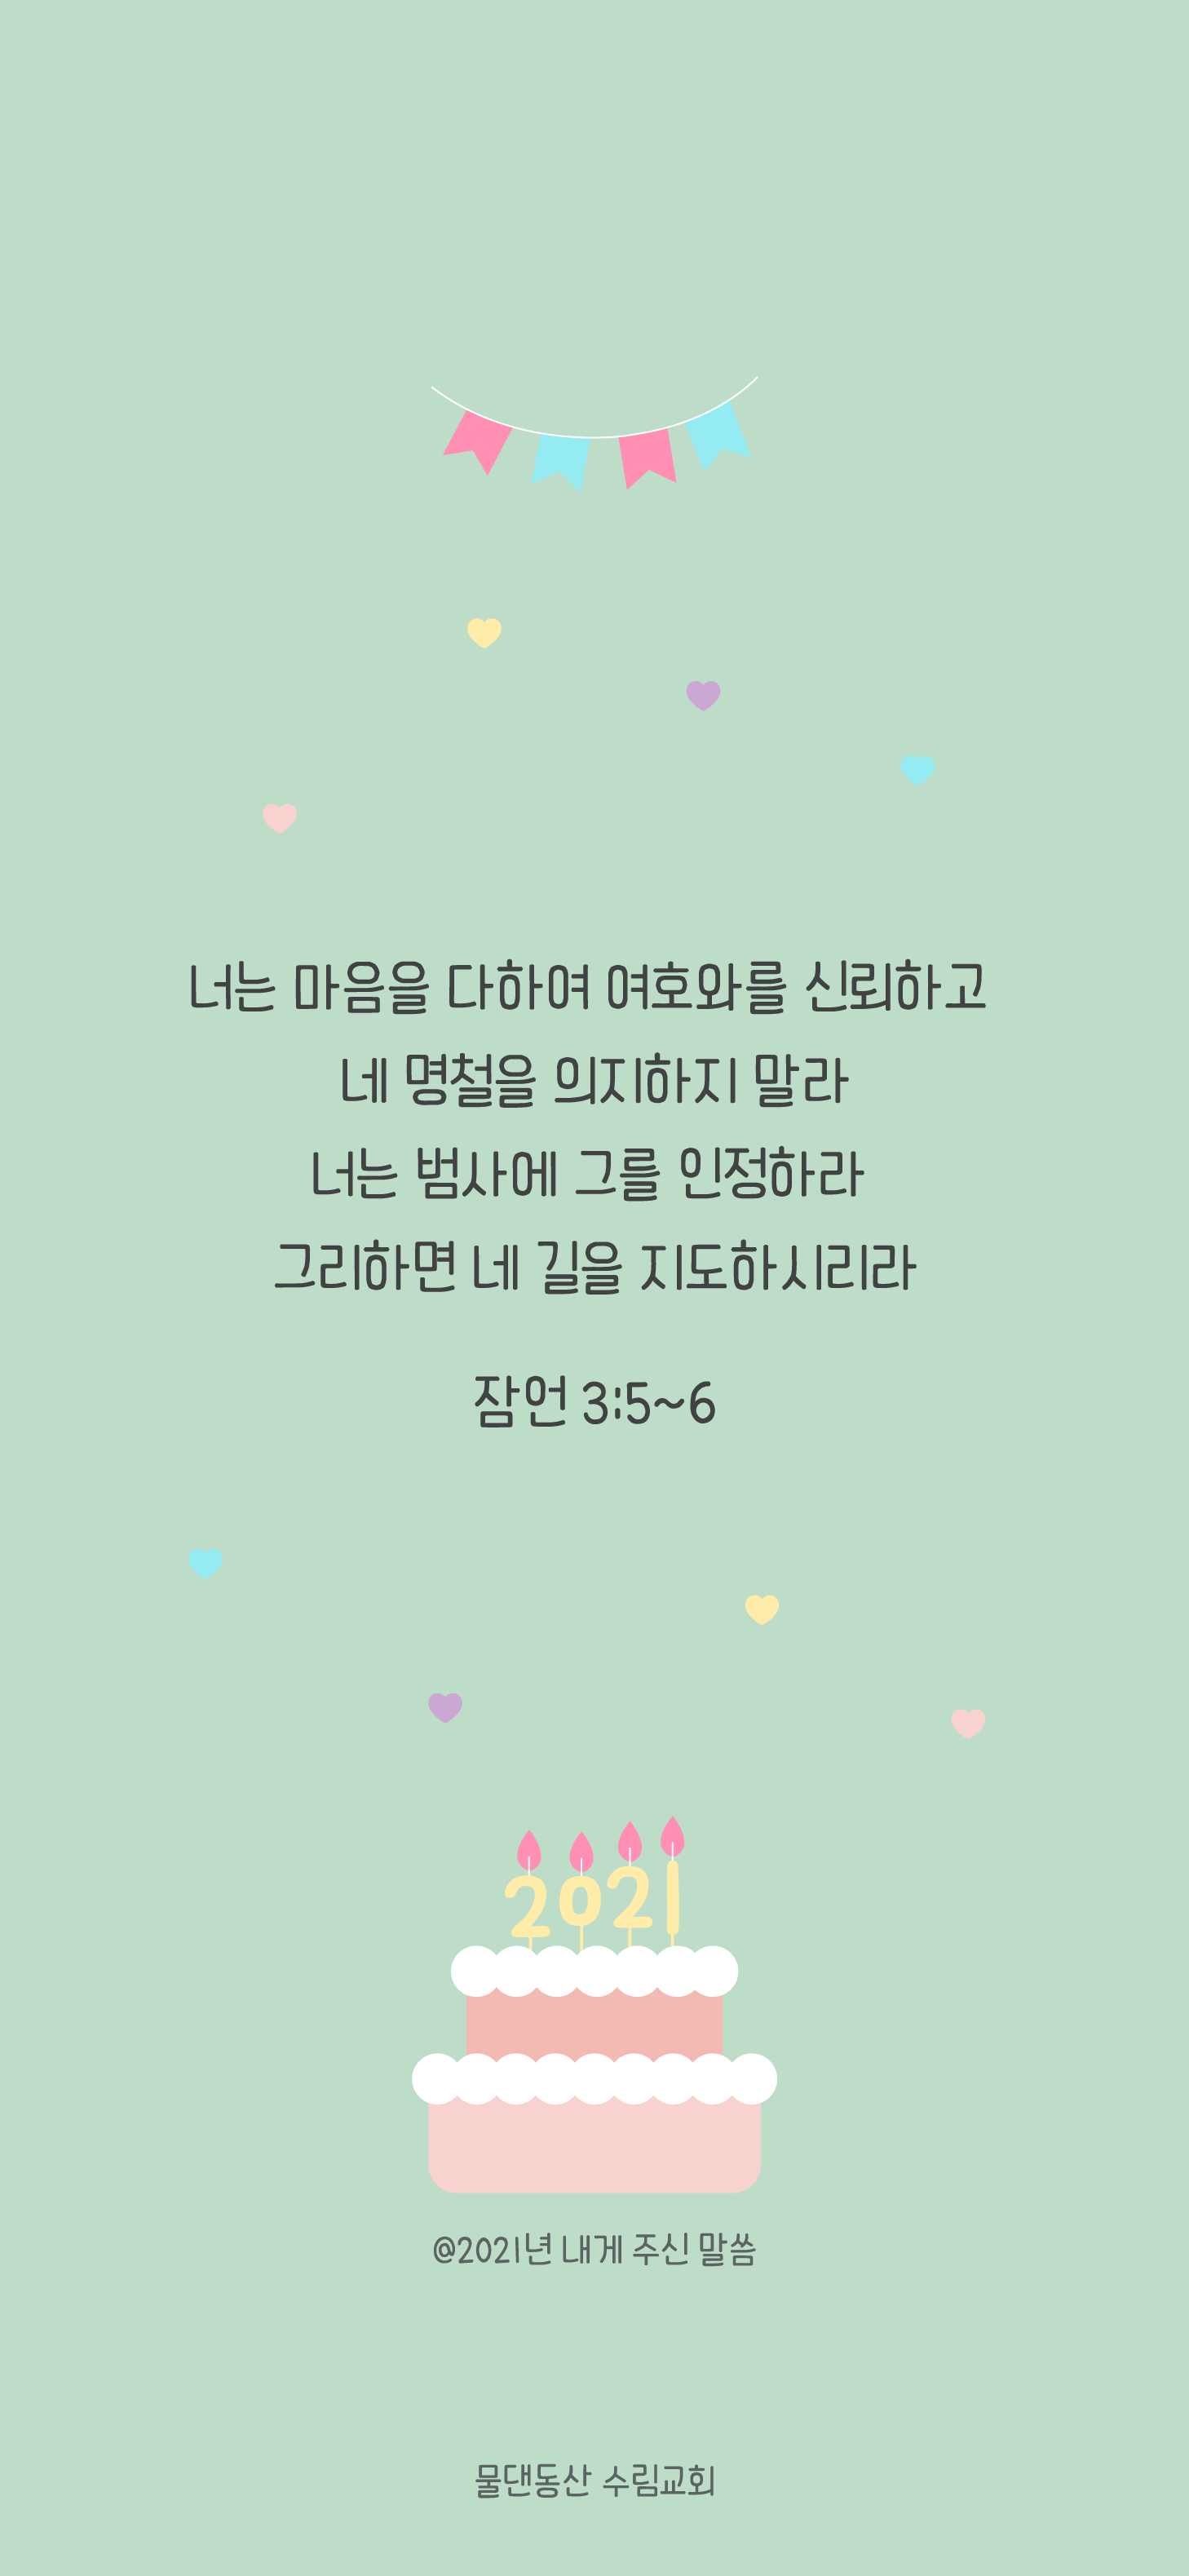 너는 마음을 다하여 여호와를 신뢰하고
네 명철을 의지하지 말라
너는 범사에 그를 인정하라
그리하면 네 길을 지도하시리라
잠언 3:5~6
2021
@2021년 내게 주신 말씀
물댄동산 수림교회